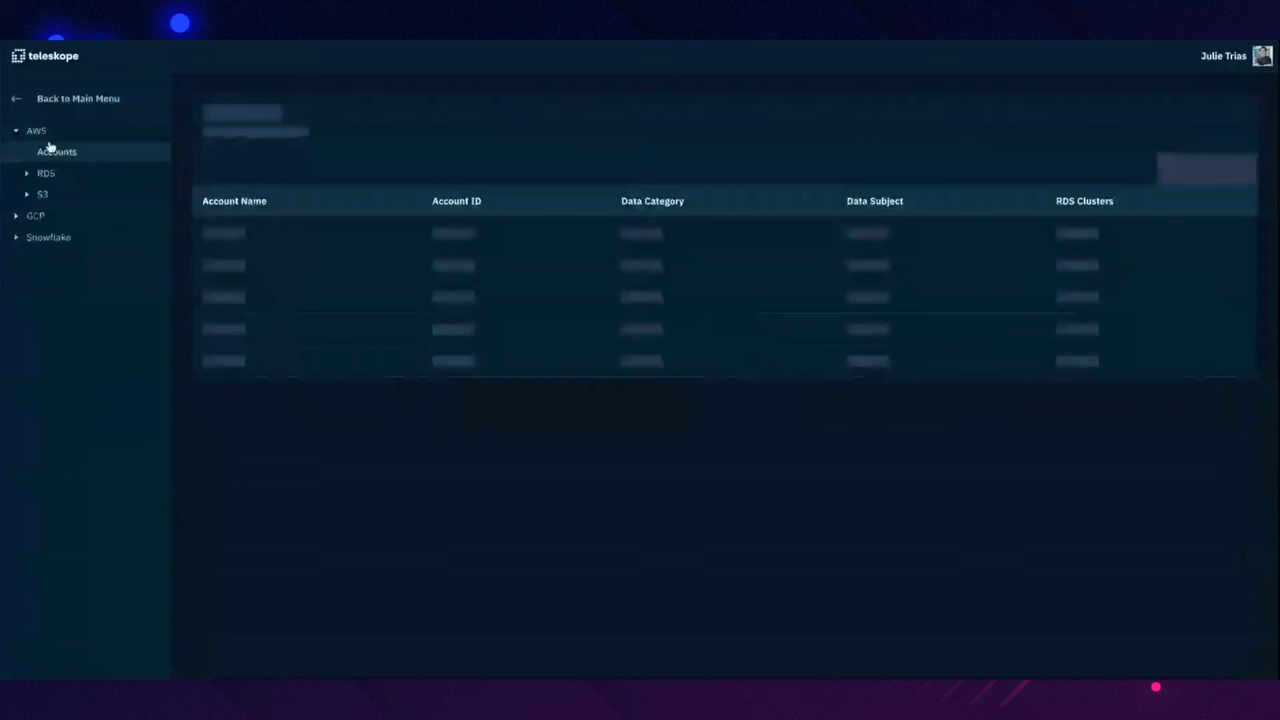 teleskope
Julie Trias
Back to Main Menu
AWS
Accounts
RDS
S3
GCP
Snowflake
Account Name Account ID Data Category Data Subject RDS Clusters